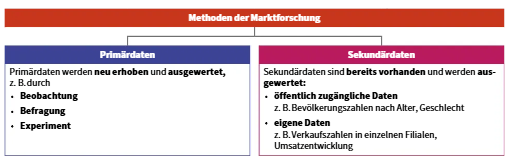 Methoden der Marktforschung
Primärdaten
Primärdaten werden neu erhoben und ausgewertet,
z. B. durch
• Beobachtung
• Befragung
• Experiment
Sekundärdaten
Sekundärdaten sind bereits vorhanden und werden aus-
gewertet:
• öffentlich zugängliche Daten
z. B. Bevölkerungszahlen nach Alter, Geschlecht
• eigene Daten
z. B. Verkaufszahlen in einzelnen Filialen,
Umsatzentwicklung